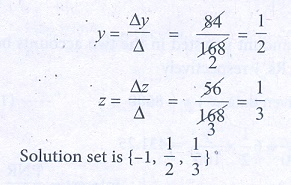 y = Δy/Δ = 84/168 2 = 1/2
z = Δz/Δ = 56/168 3 = 1/3
Solution set is {–1, 1/2, 1/3}